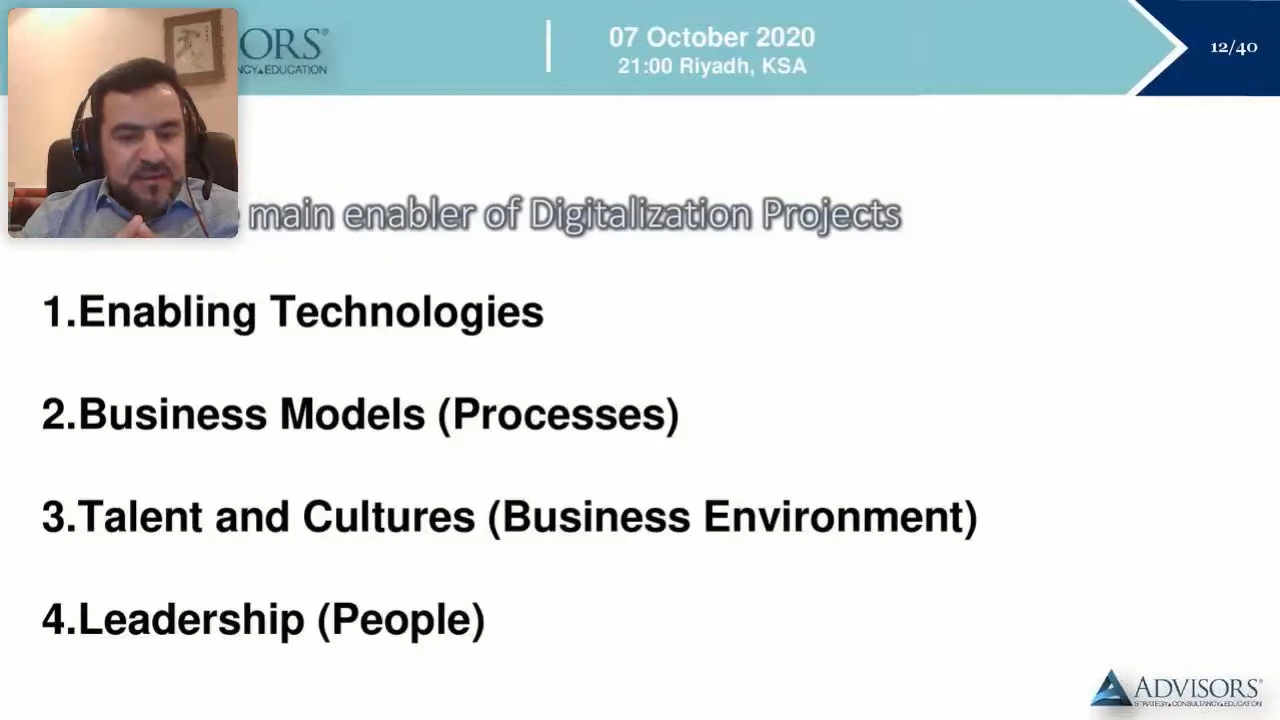 ORS®
NCY▲EDUCATION
07 October 2020
21:00 Riyadh, KSA
12/40
main enabler of Digitalization Projects
1.Enabling Technologies
2.Business Models (Processes)
3.Talent and Cultures (Business Environment)
4.Leadership (People)
ADVISORS®
STRATEGY▲CONSULTANCY▲EDUCATION